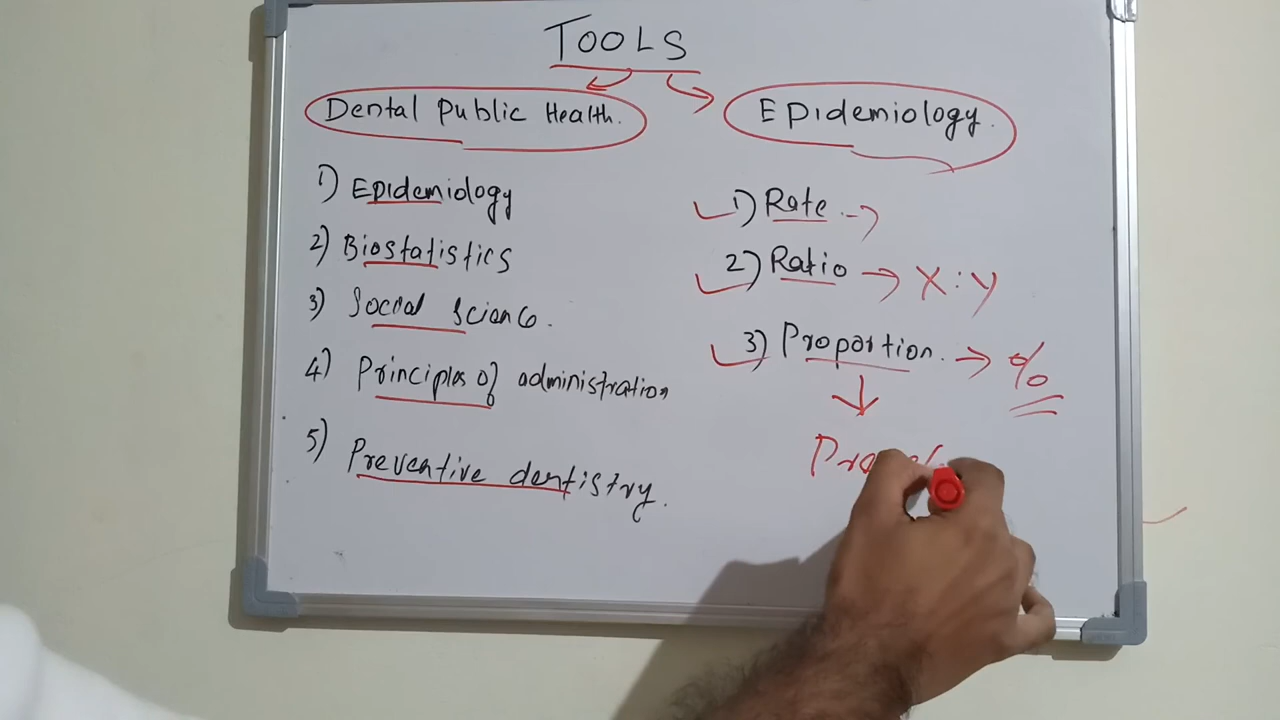 TOOLS
Dental Public Health.
1) Epidemiology
2) Biostatistics
3) Social Science.
4) Principles of administration
5) Preventive dentistry.
Epidemiology.
1) Rate →
2) Ratio → X : Y
3) Proportion. → %